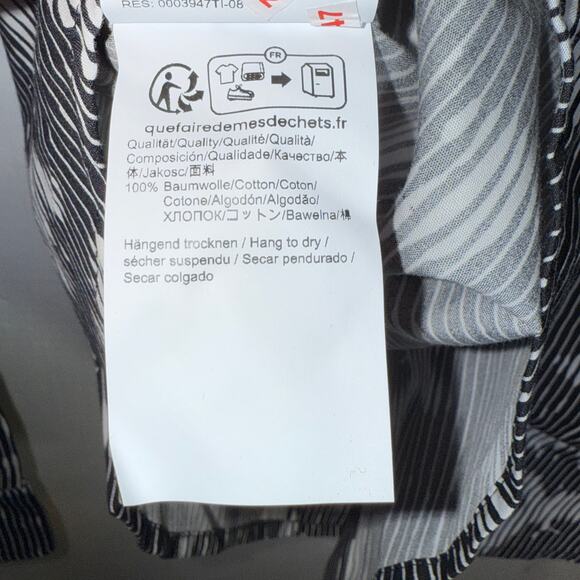 RES: 0003947TI-08
47
FR
quefairedemesdechets.fr
Qualität/Quality/Qualité/Qualità/
Composición/Qualidade/Качество/本
体/Jakosc/面料
100% Baumwolle/Cotton/Coton/
Cotone/Algodón/Algodão/
ХЛОПОК/コットン/Bawelna/棉
Hängend trocknen / Hang to dry /
sécher suspendu / Secar pendurado /
Secar colgado